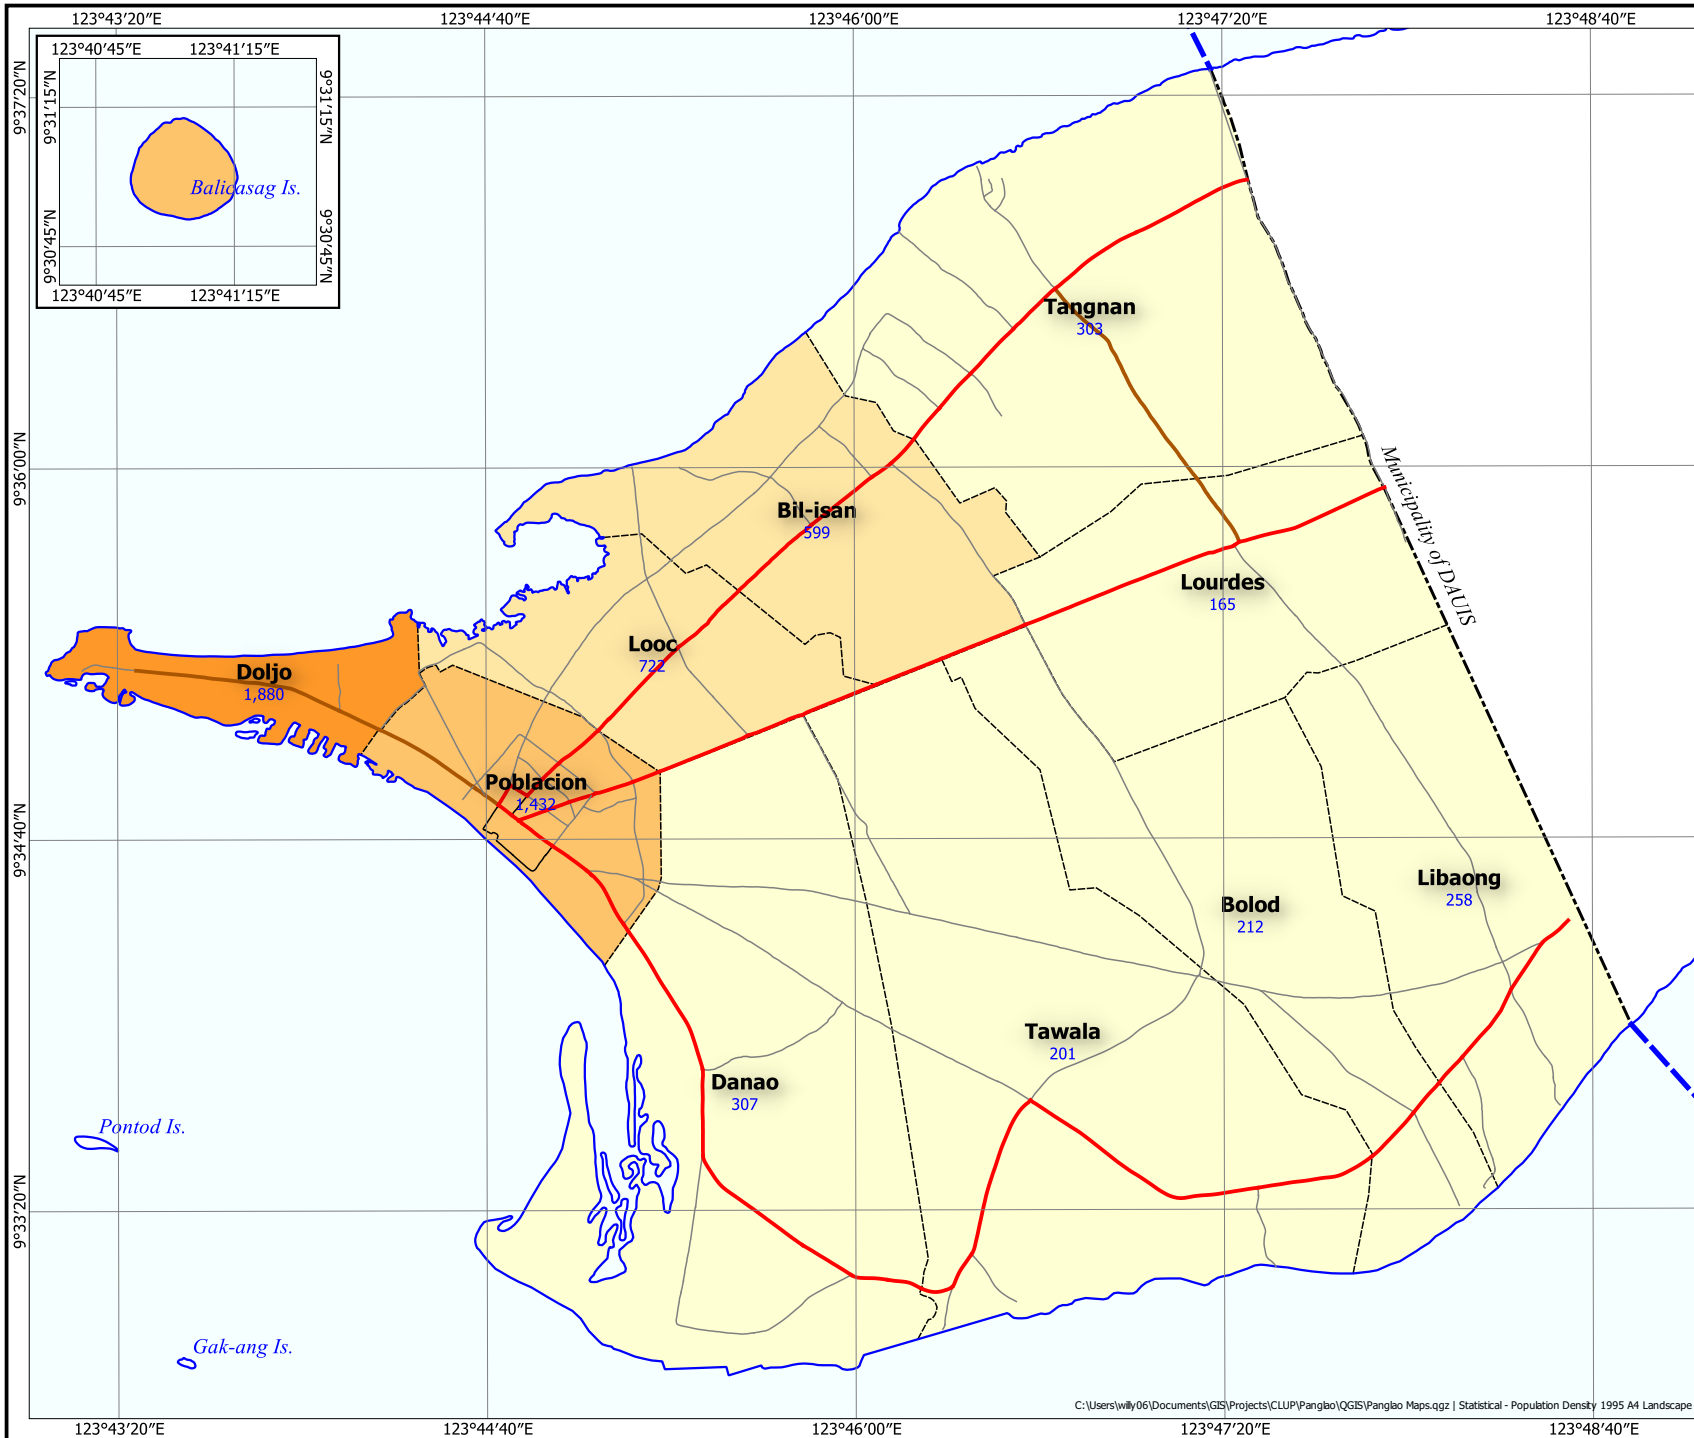 123°43′20″E
123°44′40″E
123°46′00″E
123°47′20″E
123°48′40″E
123°40′45″E
123°41′15″E
9°31′15″N
9°31′15″N
Balicasag Is.
9°30′45″N
9°30′45″N
123°40′45″E
123°41′15″E
9°37′20″N
Tangnan
303
9°36′00″N
Municipality of DAUIS
Bil-isan
599
Lourdes
165
Looc
722
Doljo
1,880
Poblacion
1,432
9°34′40″N
Libaong
258
Bolod
212
Tawala
201
Danao
307
Pontod Is.
9°33′20″N
Gak-ang Is.
C:\Users\willy06\Documents\GIS\Projects\CLUP\Panglao\QGIS\Panglao Maps.qgz | Statistical - Population Density 1995 A4 Landscape
123°43′20″E
123°44′40″E
123°46′00″E
123°47′20″E
123°48′40″E